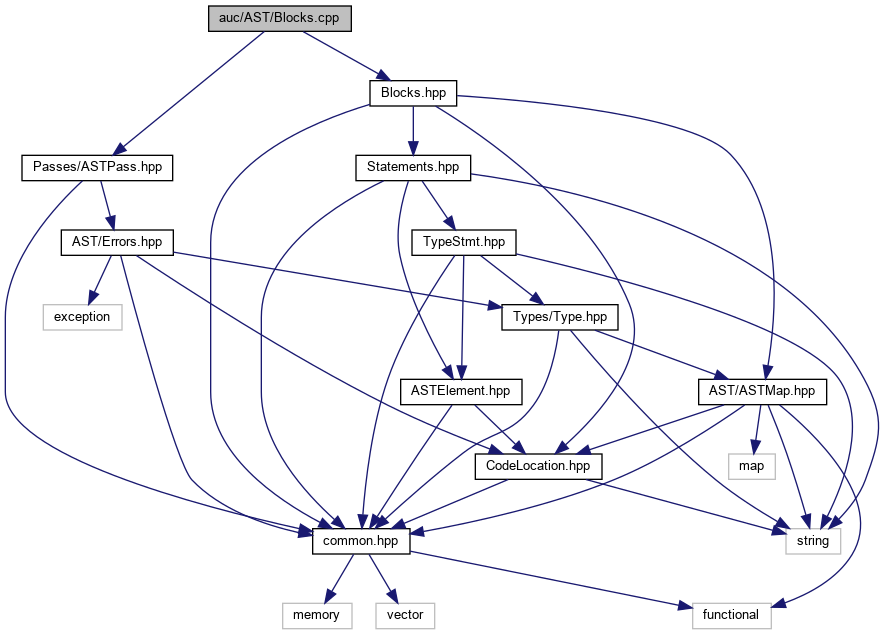 auc/AST/Blocks.cpp
Blocks.hpp
Passes/ASTPass.hpp
Statements.hpp
AST/Errors.hpp
TypeStmt.hpp
exception
Types/Type.hpp
ASTElement.hpp
AST/ASTMap.hpp
CodeLocation.hpp
map
common.hpp
string
memory
vector
functional